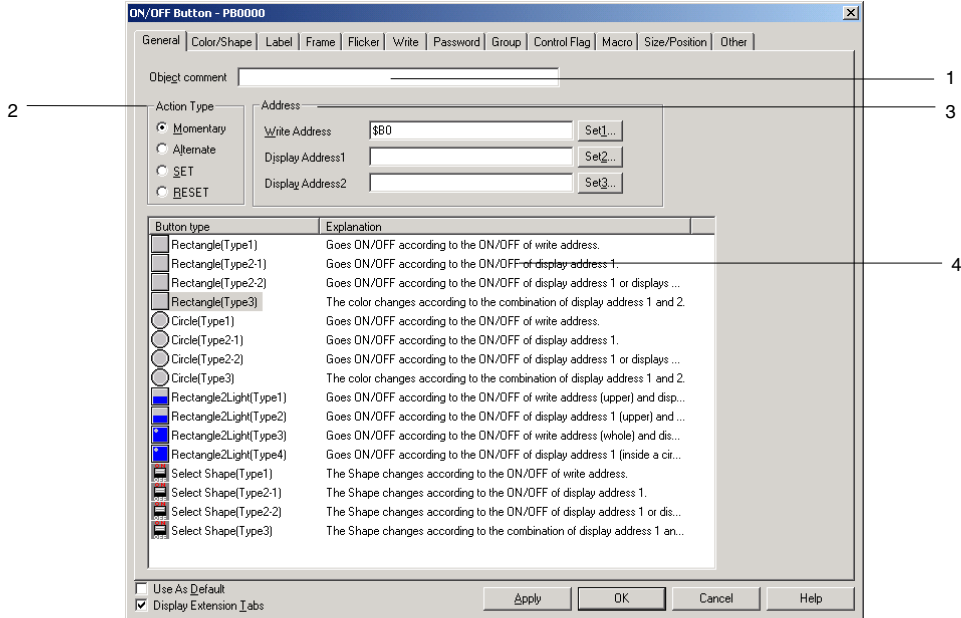 ON/OFF Button - PB0000
General Color/Shape Label Frame Flicker Write Password Group Control Flag Macro Size/Position Other
Object comment
1
2
Action Type
Address
3
Momentary
Write Address $B0 Set1...
Alternate
Display Address1 Set2...
SET
Display Address2 Set3...
RESET
Button type Explanation
Rectangle(Type1) Goes ON/OFF according to the ON/OFF of write address.
Rectangle(Type2-1) Goes ON/OFF according to the ON/OFF of display address 1.
4
Rectangle(Type2-2) Goes ON/OFF according to the ON/OFF of display address 1 or displays ...
Rectangle(Type3) The color changes according to the combination of display address 1 and 2.
Circle(Type1) Goes ON/OFF according to the ON/OFF of write address.
Circle(Type2-1) Goes ON/OFF according to the ON/OFF of display address 1.
Circle(Type2-2) Goes ON/OFF according to the ON/OFF of display address 1 or displays ...
Circle(Type3) The color changes according to the combination of display address 1 and 2.
Rectangle2Light(Type1) Goes ON/OFF according to the ON/OFF of write address (upper) and disp...
Rectangle2Light(Type2) Goes ON/OFF according to the ON/OFF of display address 1 (upper) and ...
Rectangle2Light(Type3) Goes ON/OFF according to the ON/OFF of write address (whole) and dis...
Rectangle2Light(Type4) Goes ON/OFF according to the ON/OFF of display address 1 (inside a cir...
Select Shape(Type1) The Shape changes according to the ON/OFF of write address.
Select Shape(Type2-1) The Shape changes according to the ON/OFF of display address 1.
Select Shape(Type2-2) The Shape changes according to the ON/OFF of display address 1 or dis...
Select Shape(Type3) The Shape changes according to the combination of display address 1 an...
Use As Default
Display Extension Tabs
Apply OK Cancel Help